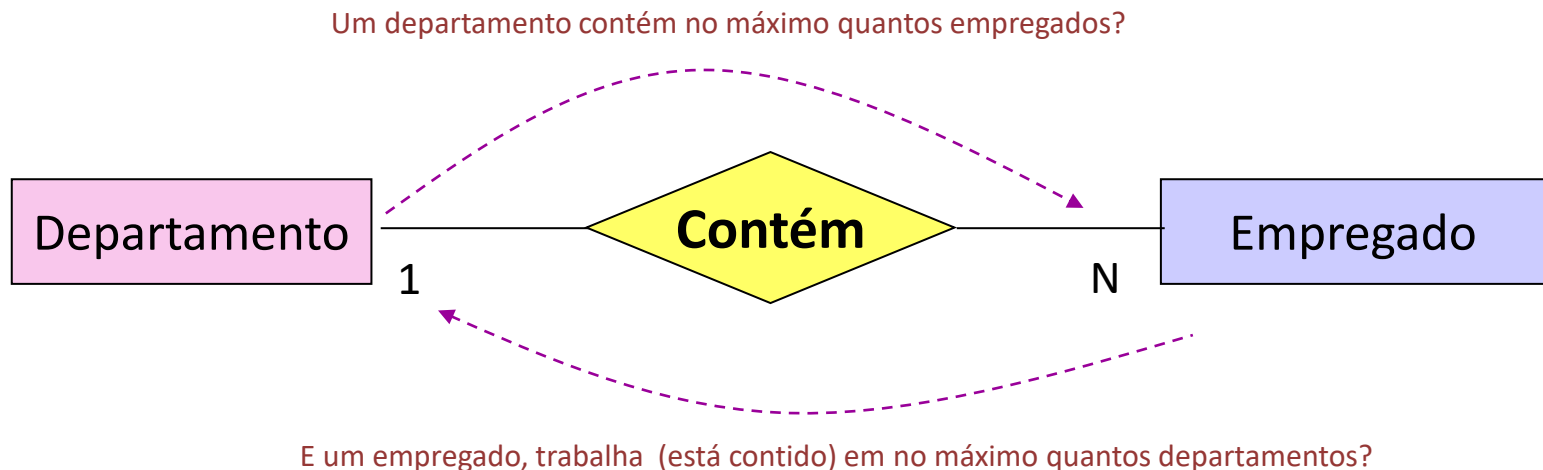 Um departamento contém no máximo quantos empregados?
Departamento
Contém
Empregado
1
N
E um empregado, trabalha (está contido) em no máximo quantos departamentos?